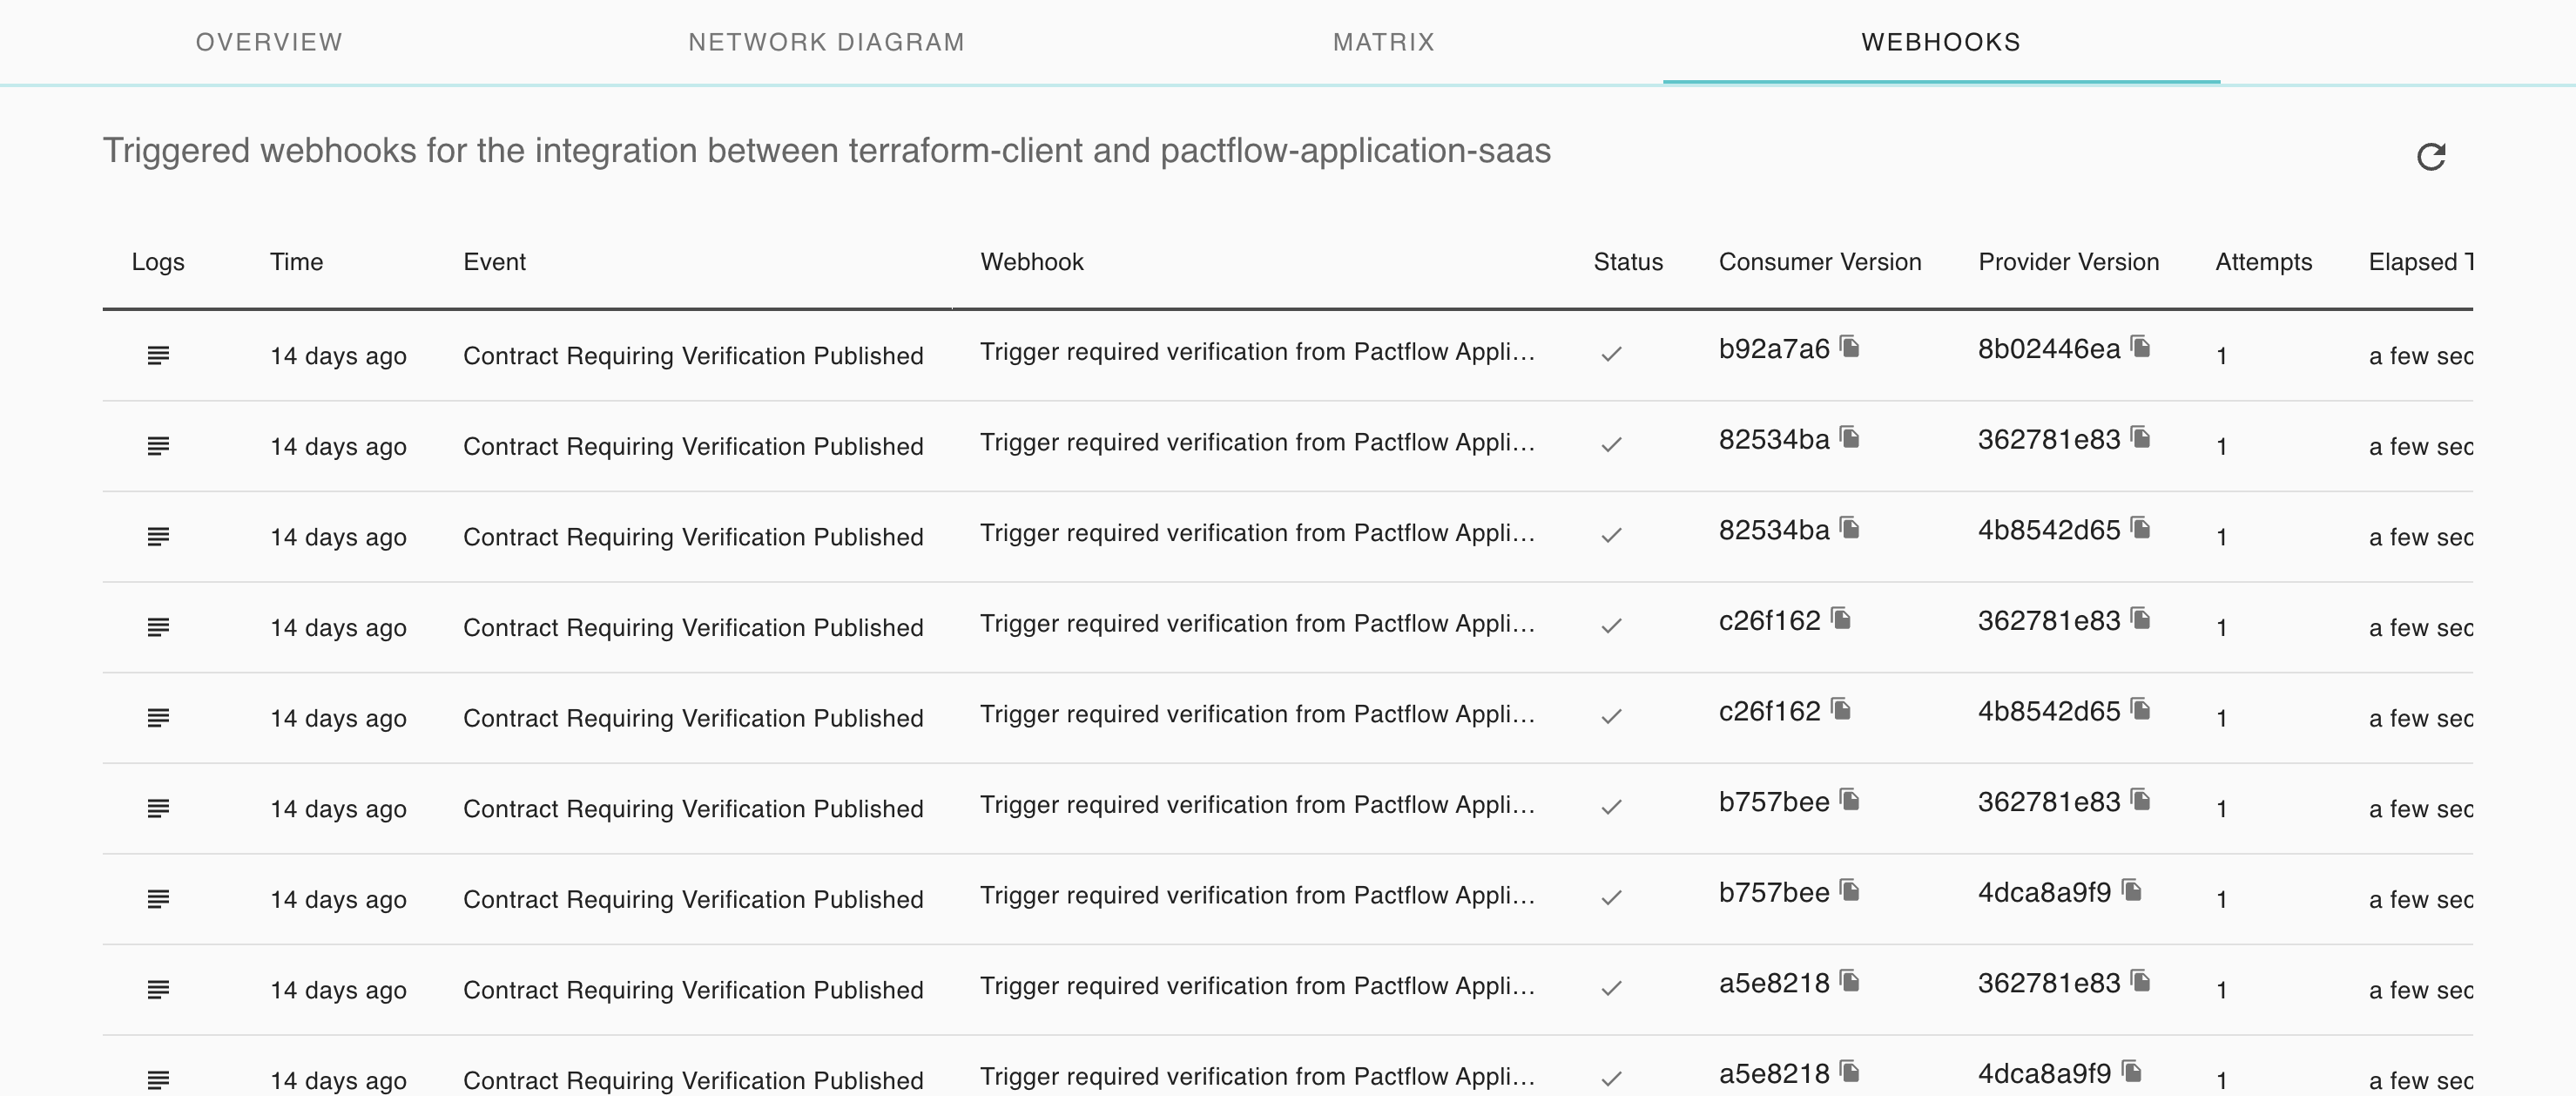 OVERVIEW NETWORK DIAGRAM MATRIX WEBHOOKS
Triggered webhooks for the integration between terraform-client and pactflow-application-saas
Logs Time Event Webhook Status Consumer Version Provider Version Attempts Elapsed T
14 days ago Contract Requiring Verification Published Trigger required verification from Pactflow Appli... b92a7a6 8b02446ea 1 a few sec
14 days ago Contract Requiring Verification Published Trigger required verification from Pactflow Appli... 82534ba 362781e83 1 a few sec
14 days ago Contract Requiring Verification Published Trigger required verification from Pactflow Appli... 82534ba 4b8542d65 1 a few sec
14 days ago Contract Requiring Verification Published Trigger required verification from Pactflow Appli... c26f162 362781e83 1 a few sec
14 days ago Contract Requiring Verification Published Trigger required verification from Pactflow Appli... c26f162 4b8542d65 1 a few sec
14 days ago Contract Requiring Verification Published Trigger required verification from Pactflow Appli... b757bee 362781e83 1 a few sec
14 days ago Contract Requiring Verification Published Trigger required verification from Pactflow Appli... b757bee 4dca8a9f9 1 a few sec
14 days ago Contract Requiring Verification Published Trigger required verification from Pactflow Appli... a5e8218 362781e83 1 a few sec
14 days ago Contract Requiring Verification Published Trigger required verification from Pactflow Appli... a5e8218 4dca8a9f9 1 a few sec